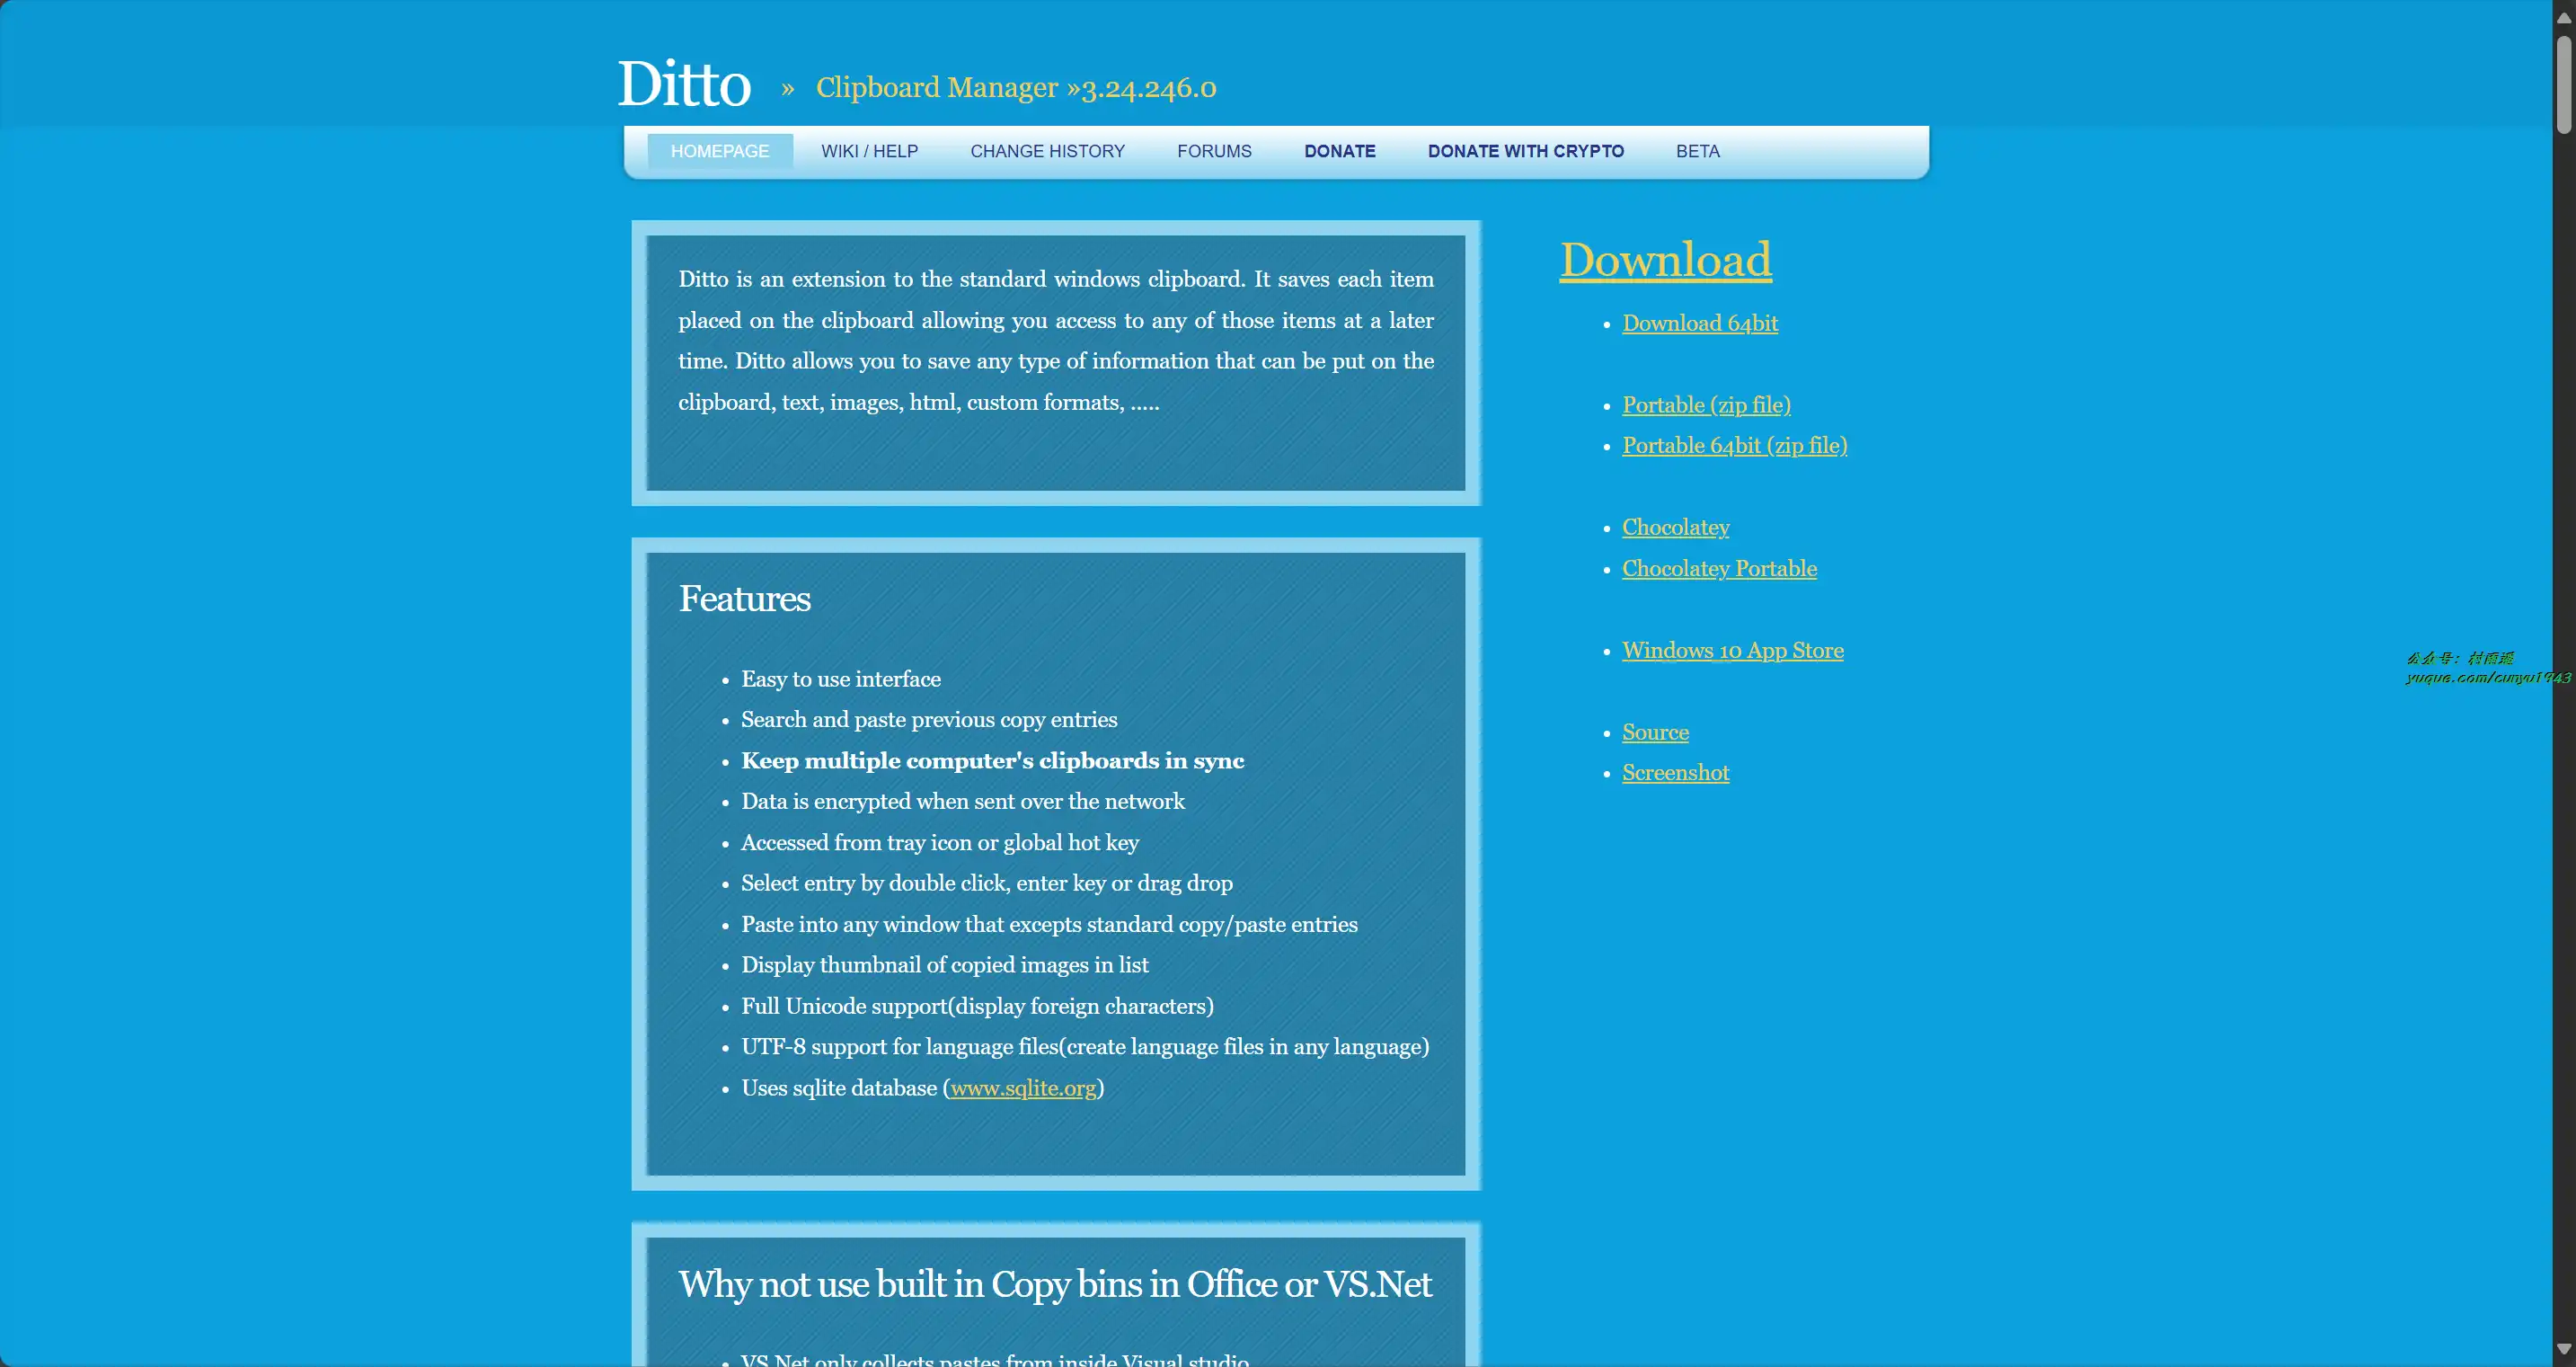 Ditto » Clipboard Manager »3.24.246.0
HOMEPAGE WIKI / HELP CHANGE HISTORY FORUMS DONATE DONATE WITH CRYPTO BETA
Ditto is an extension to the standard windows clipboard. It saves each item
placed on the clipboard allowing you access to any of those items at a later
time. Ditto allows you to save any type of information that can be put on the
clipboard, text, images, html, custom formats, .....
Features
• Easy to use interface
• Search and paste previous copy entries
• Keep multiple computer's clipboards in sync
• Data is encrypted when sent over the network
• Accessed from tray icon or global hot key
• Select entry by double click, enter key or drag drop
• Paste into any window that excepts standard copy/paste entries
• Display thumbnail of copied images in list
• Full Unicode support(display foreign characters)
• UTF-8 support for language files(create language files in any language)
• Uses sqlite database (www.sqlite.org)
Why not use built in Copy bins in Office or VS.Net
• VS.Net only collects pastes from inside Visual studio
Download
• Download 64bit
• Portable (zip file)
• Portable 64bit (zip file)
• Chocolatey
• Chocolatey Portable
• Windows 10 App Store
• Source
• Screenshot
公众号：村雨遥
yuque.com/cunyu1943